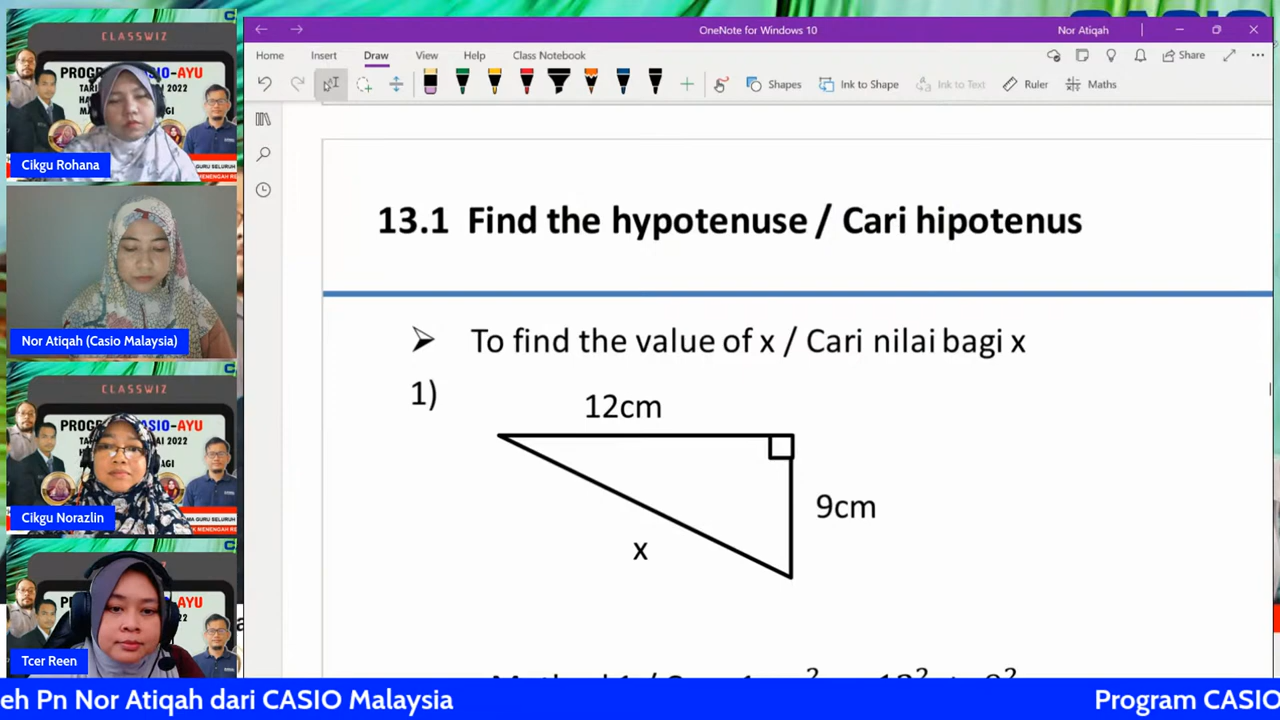 CLASSWIZ
Cikgu Rohana
Nor Atiqah (Casio Malaysia)
CLASSWIZ
Cikgu Norazlin
Tcer Reen
OneNote for Windows 10
Nor Atiqah
Home Insert Draw View Help Class Notebook
Share
Shapes Ink to Shape Ink to Text Ruler Maths
13.1 Find the hypotenuse / Cari hipotenus
➢ To find the value of x / Cari nilai bagi x
1)
12cm
9cm
x
eh Pn Nor Atiqah dari CASIO Malaysia
Program CASIO